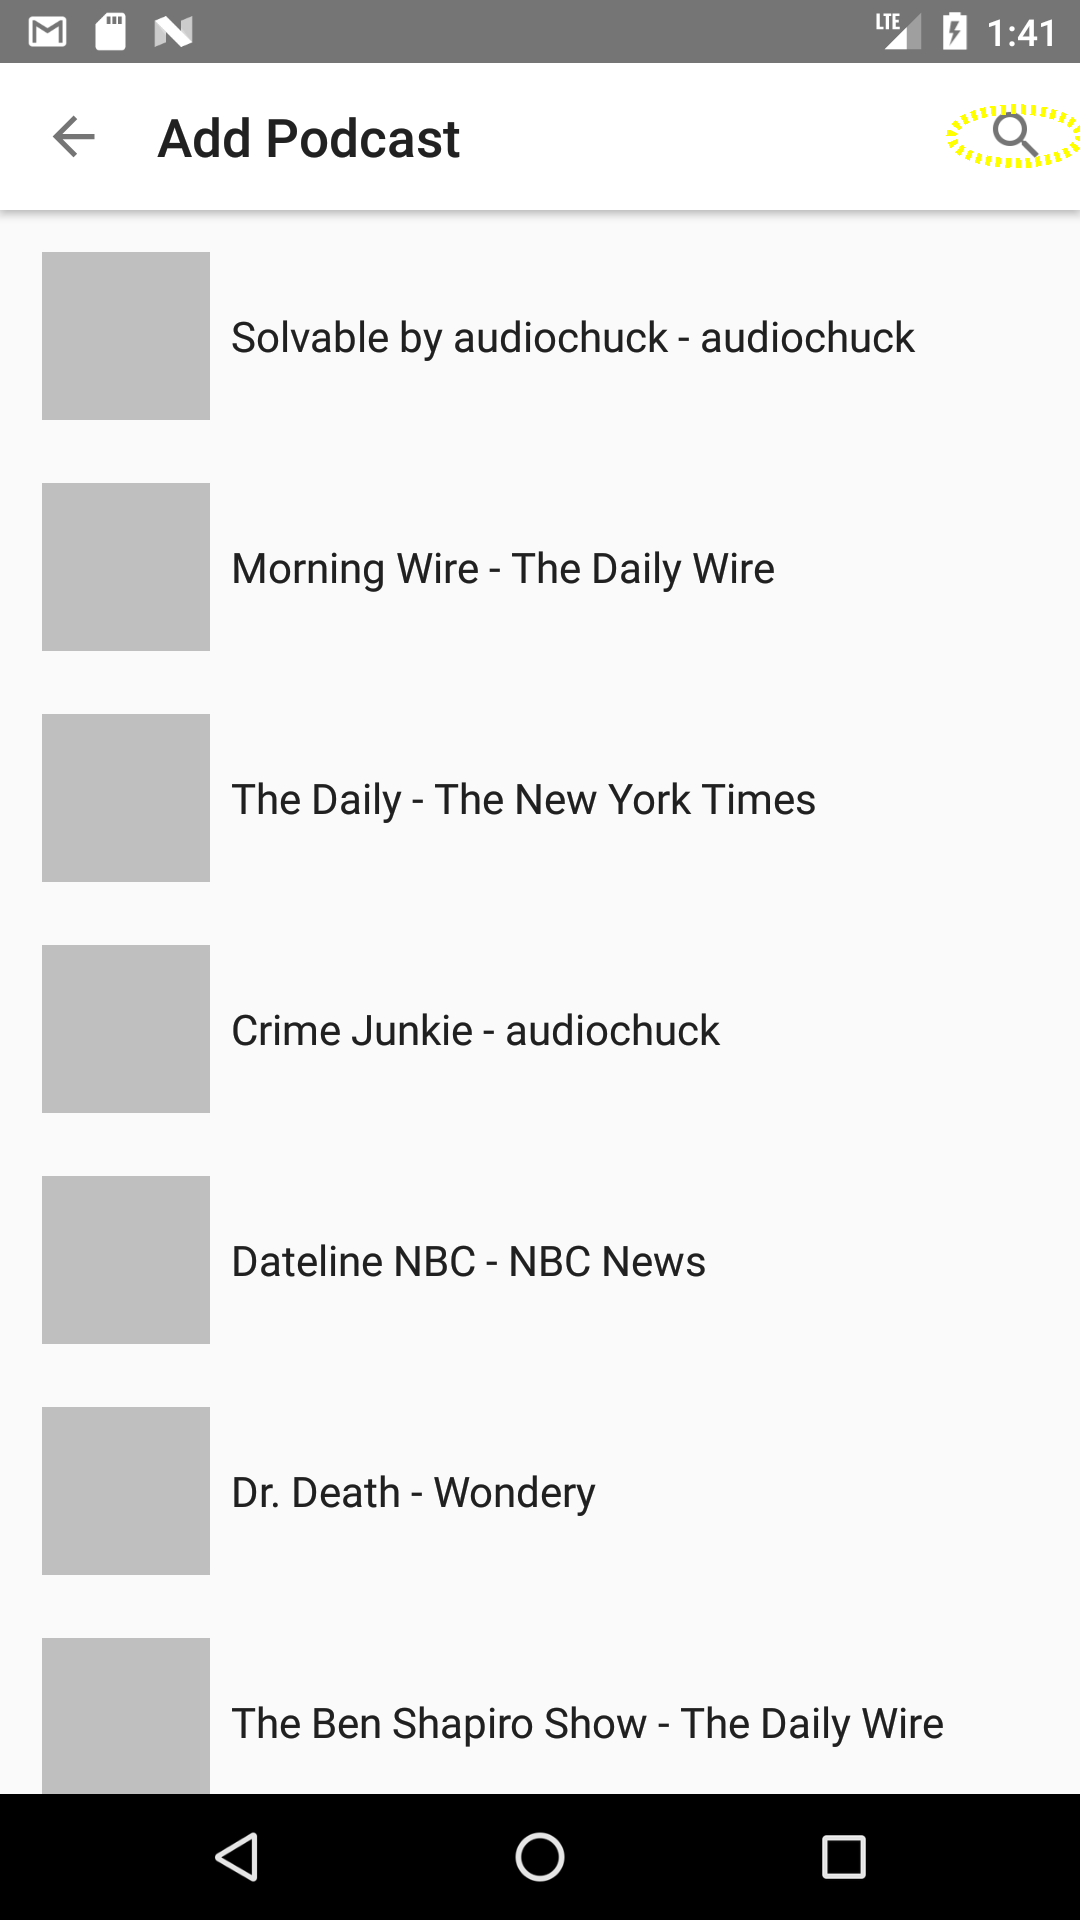 LTE 1:41
Add Podcast
Solvable by audiochuck - audiochuck
Morning Wire - The Daily Wire
The Daily - The New York Times
Crime Junkie - audiochuck
Dateline NBC - NBC News
Dr. Death - Wondery
The Ben Shapiro Show - The Daily Wire